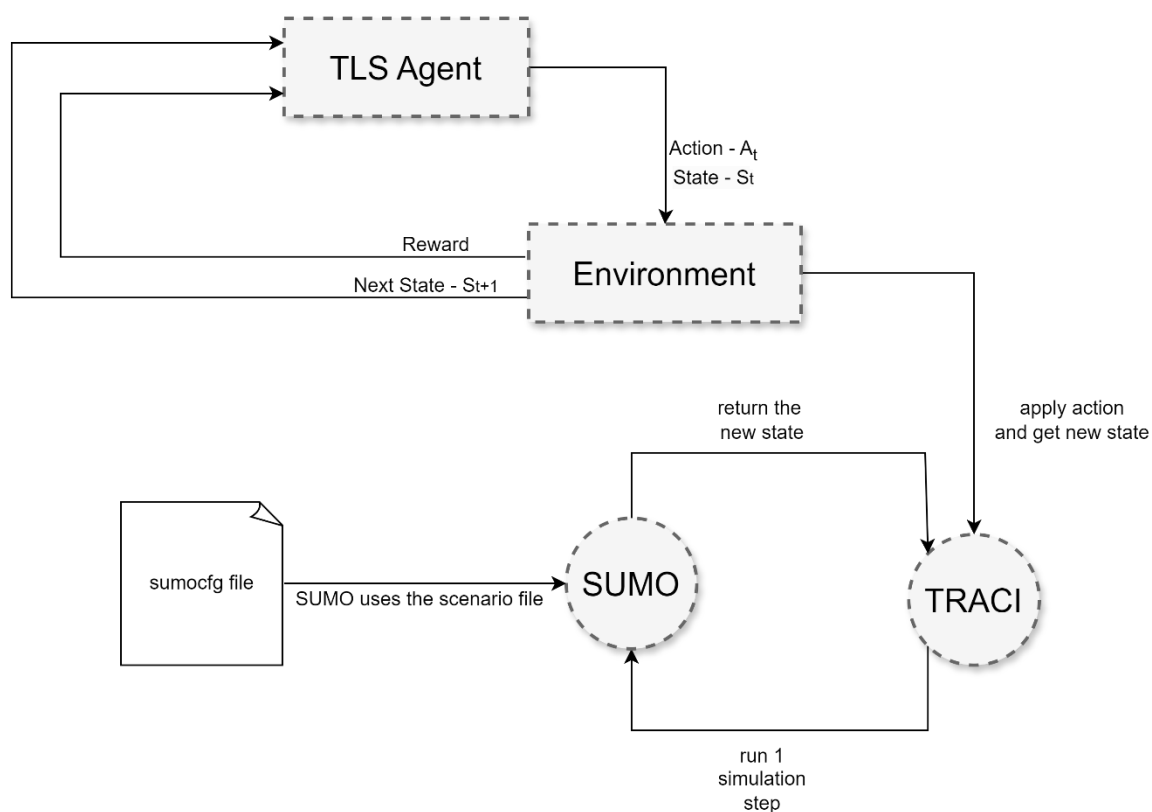 TLS Agent
Action - At
State - St
Reward
Environment
Next State - St+1
return the
new state
apply action
and get new state
sumocfg file
SUMO uses the scenario file
SUMO
TRACI
run 1
simulation
step